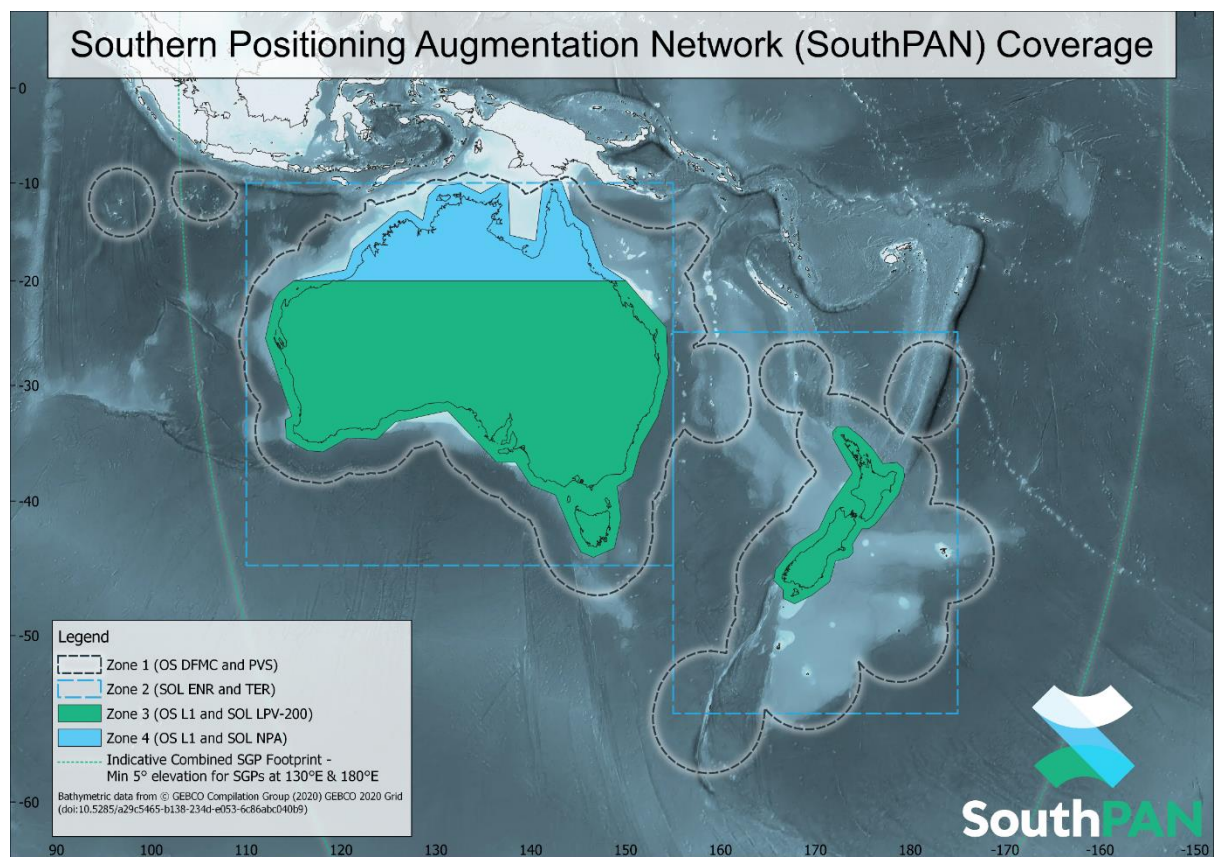 Southern Positioning Augmentation Network (SouthPAN) Coverage
0
-10
-20
-30
-40
-50
-60
Legend
Zone 1 (OS DFMC and PVS)
Zone 2 (SOL ENR and TER)
Zone 3 (OS L1 and SOL LPV-200)
Zone 4 (OS L1 and SOL NPA)
Indicative Combined SGP Footprint -
Min 5° elevation for SGPs at 130°E & 180°E
Bathymetric data from © GEBCO Compilation Group (2020) GEBCO 2020 Grid
(doi:10.5285/a29c5465-b138-234d-e053-6c86abc040b9)
SouthPAN
90 100 110 120 130 140 150 160 170 180 -170 -160 -150